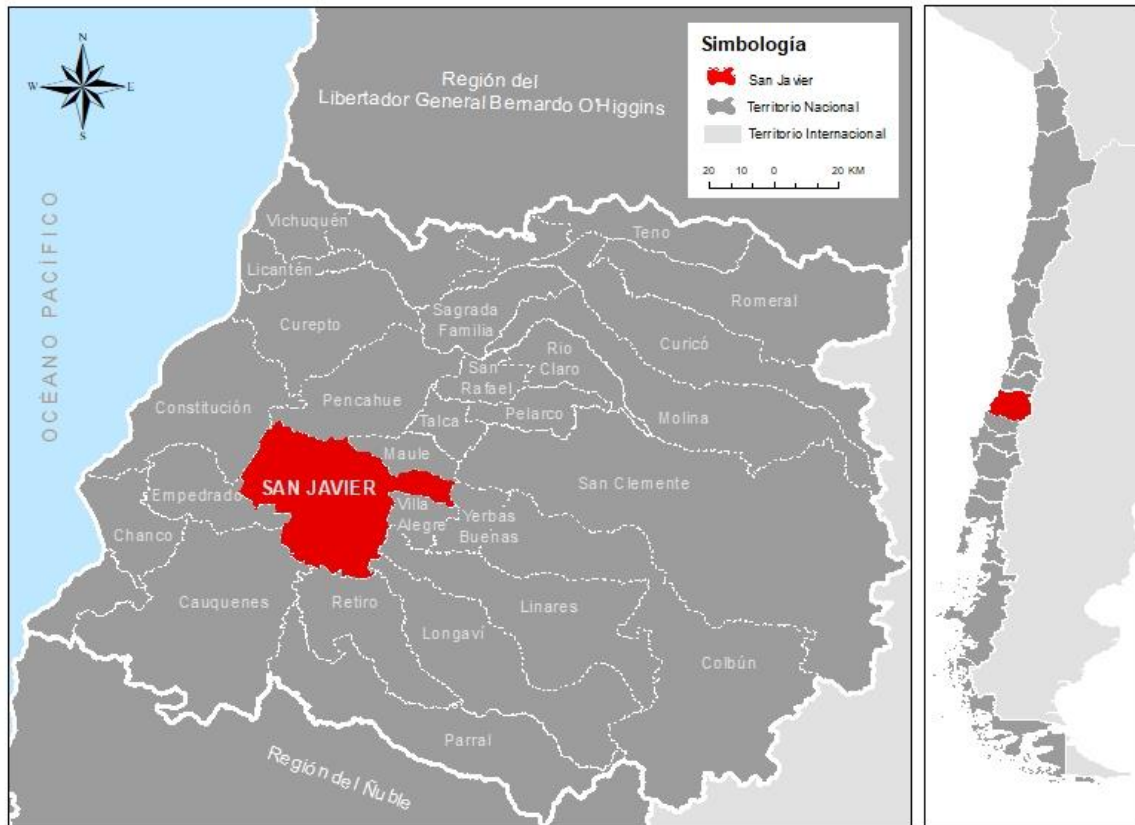 N
W
E
S
OCÉANO PACÍFICO
Región del
Libertador General Bernardo O'Higgins
Simbología
San Javier
Territorio Nacional
Territorio Internacional
20 10 0 20 KM
Vichuquén
Teno
Licantén
Romeral
Sagrada
Familia
Curepto
Curicó
Río
Claro
San
Rafael
Pencahue
Constitución
Talca
Pelarco
Molina
Maule
SAN JAVIER
San Clemente
Empedrado
Villa
Alegre
Yerbas
Buenas
Chanco
Cauquenes
Retiro
Linares
Longaví
Colbún
Parral
Región del Ñuble